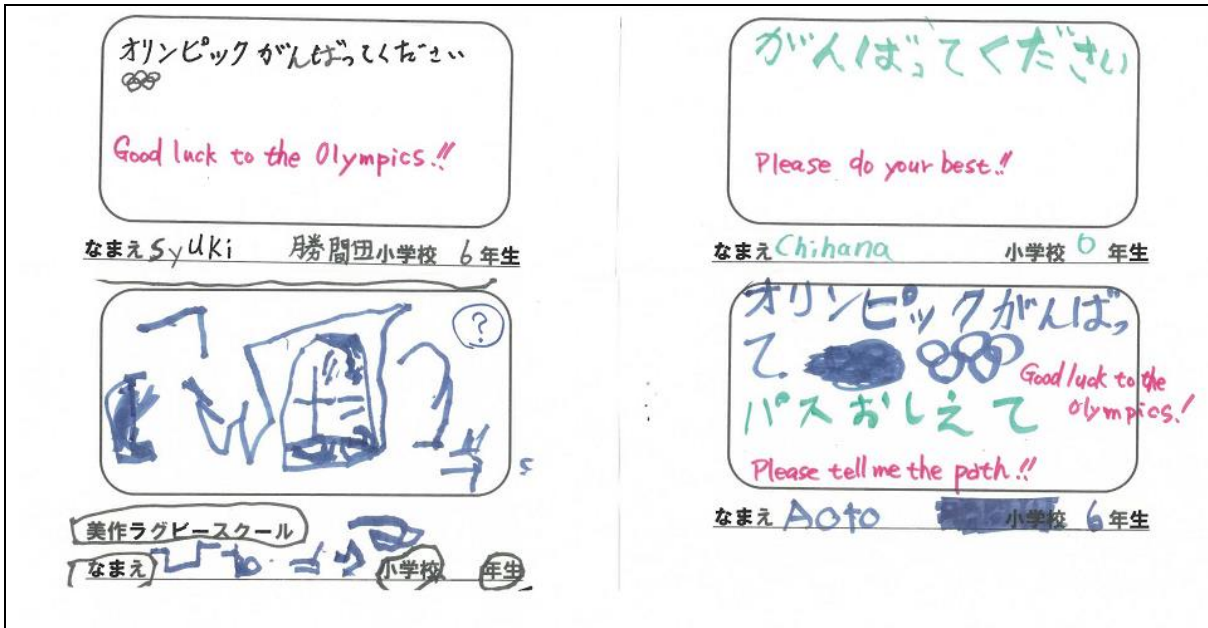 オリンピックがんばってください
Good luck to the Olympics!!
なまえ Syuki 勝間田小学校 6年生
?
美作ラグビースクール
なまえ 小学校 年生
がんばってください
Please do your best!!
なまえ Chihana 小学校 6年生
オリンピックがんばっ
て
Good luck to the
Olympics!
パスおしえて
Please tell me the path!!
なまえ Aoto 小学校 6年生